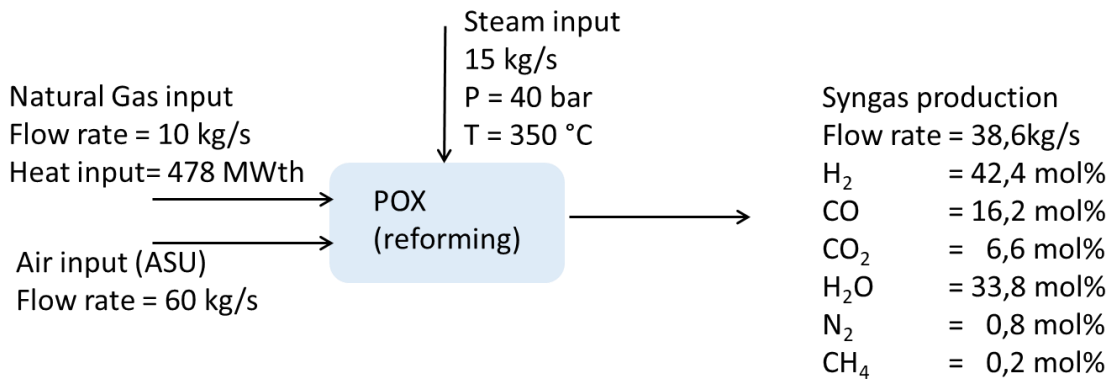 Steam input
15 kg/s
P = 40 bar
T = 350 °C
Natural Gas input
Flow rate = 10 kg/s
Heat input= 478 MWth
Air input (ASU)
Flow rate = 60 kg/s
POX
(reforming)
Syngas production
Flow rate = 38,6kg/s
H₂ = 42,4 mol%
CO = 16,2 mol%
CO₂ = 6,6 mol%
H₂O = 33,8 mol%
N₂ = 0,8 mol%
CH₄ = 0,2 mol%